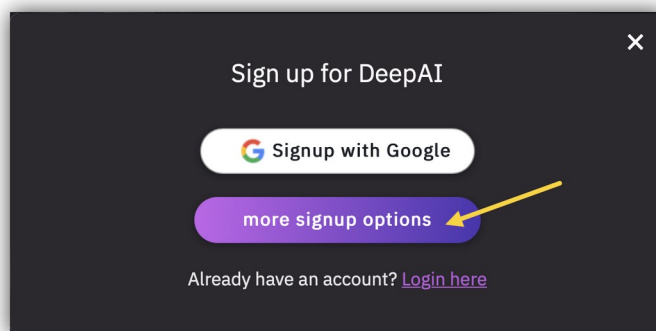 Sign up for DeepAI
Signup with Google
more signup options
Already have an account? Login here